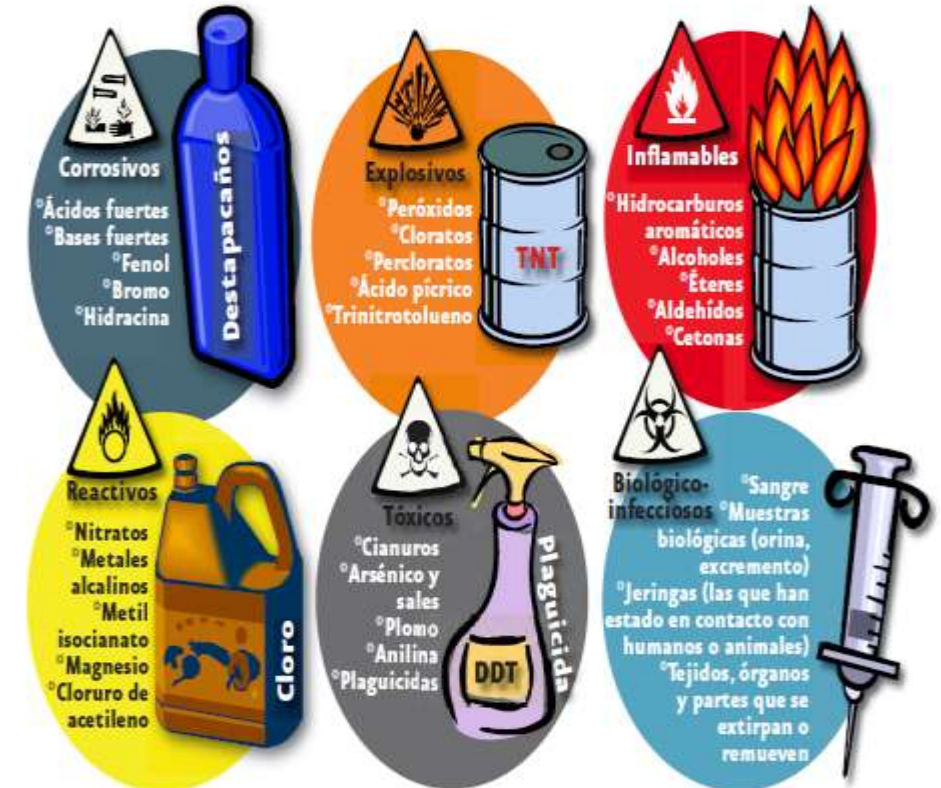 Corrosivos
°Ácidos fuertes
°Bases fuertes
°Fenol
°Bromo
°Hidracina
Destapacaños
Explosivos
°Peróxidos
°Cloratos
°Percloratos
°Ácido pícrico
°Trinitrotolueno
TNT
Inflamables
°Hidrocarburos
aromáticos
°Alcoholes
°Éteres
°Aldehídos
°Cetonas
Reactivos
°Nitratos
°Metales
alcalinos
°Metil
isocianato
°Magnesio
°Cloruro de
acetileno
Cloro
Tóxicos
°Cianuros
°Arsénico y
sales
°Plomo
°Anilina
°Plaguicidas
Plaguicida
DDT
Biológico-
infecciosos
°Sangre
°Muestras
biológicas (orina,
excremento)
°Jeringas (las que han
estado en contacto con
humanos o animales)
°Tejidos, órganos
y partes que se
extirpan o
remueven